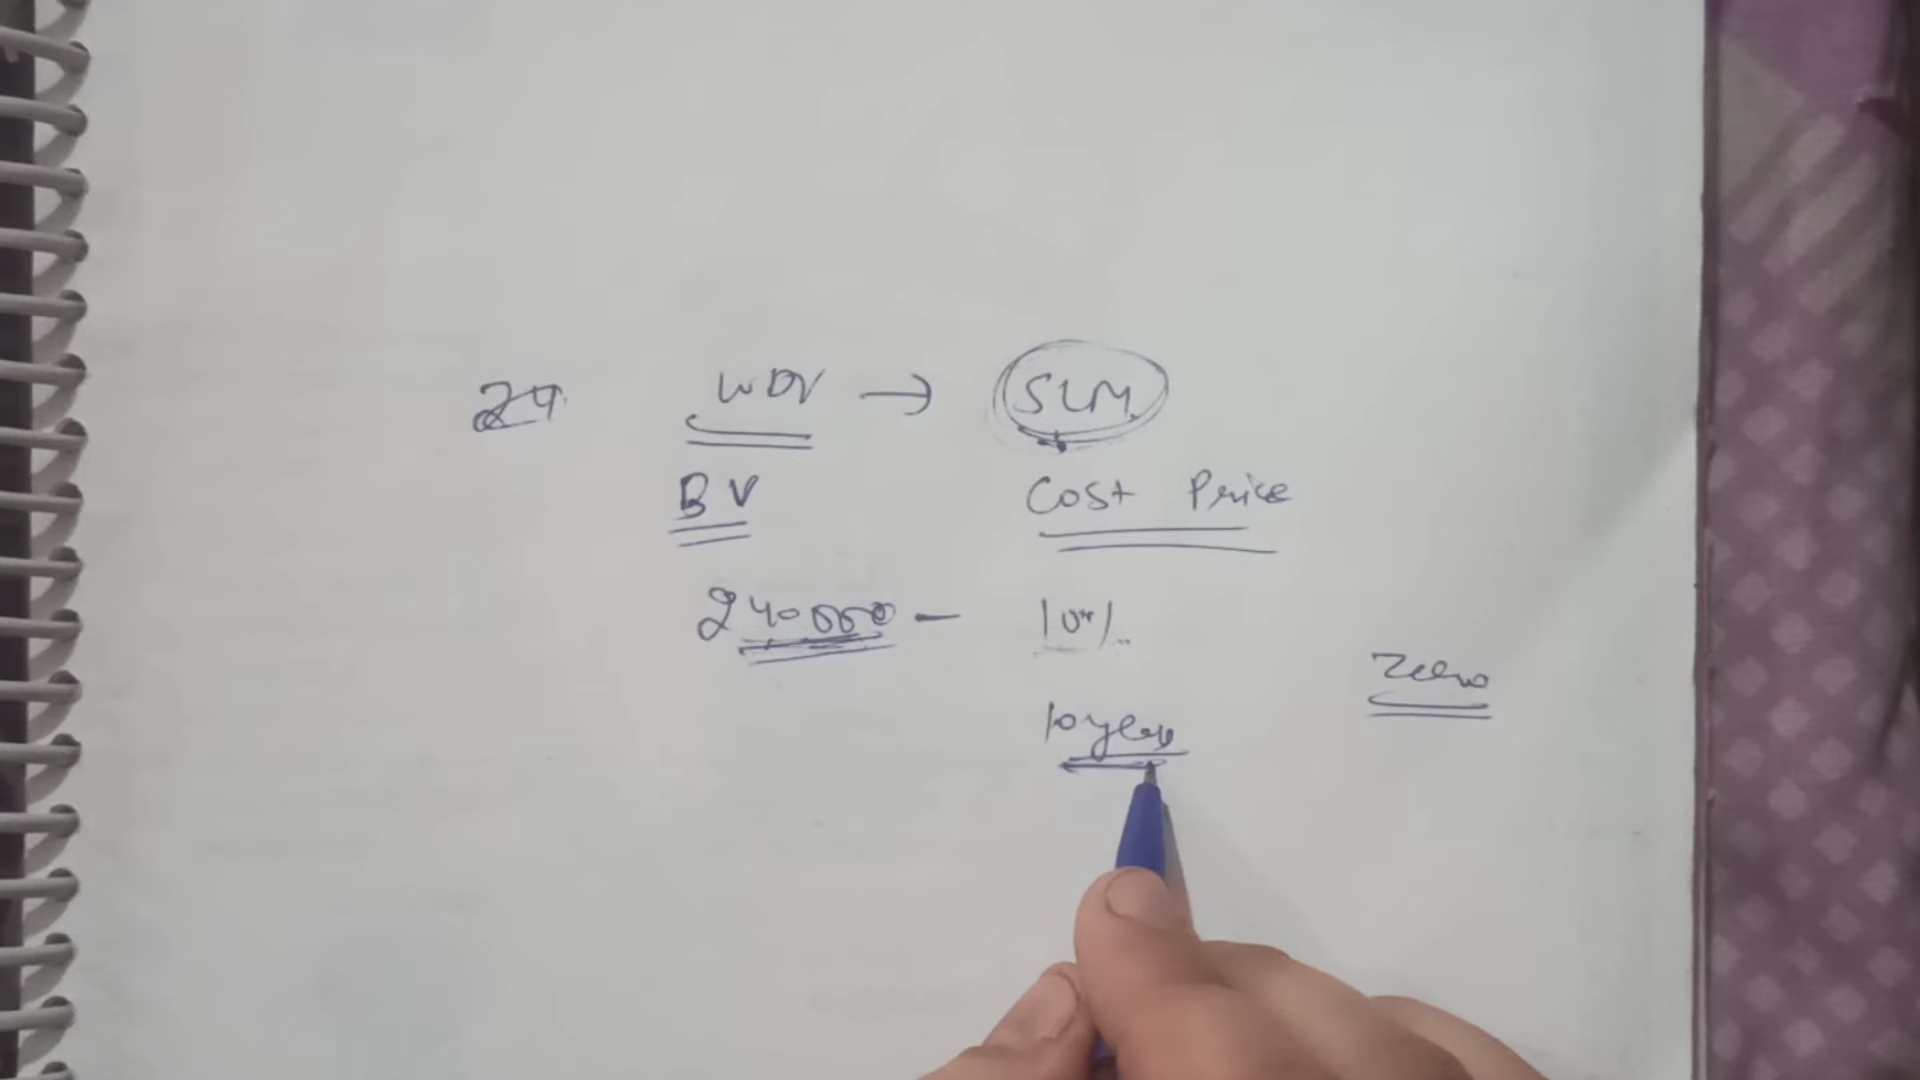 24 WDV → SLM
BV Cost Price
240000 – 10%
Zero
10 years